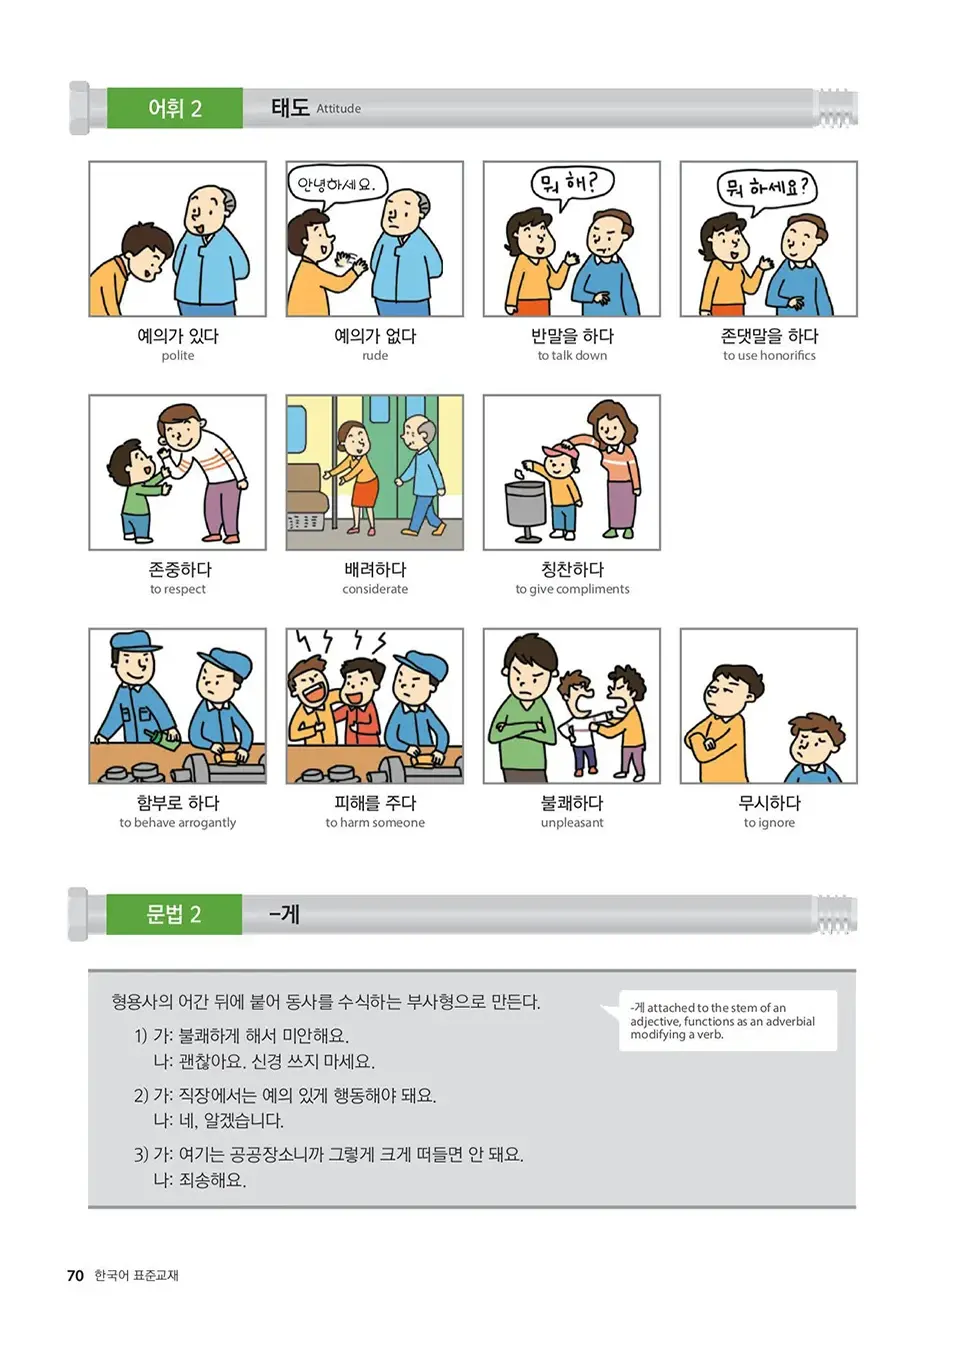 어휘 2 태도 Attitude
안녕하세요.
뭐 해?
뭐 하세요?
예의가 있다 예의가 없다 반말을 하다 존댓말을 하다
polite rude to talk down to use honorifics
존중하다 배려하다 칭찬하다
to respect considerate to give compliments
함부로 하다 피해를 주다 불쾌하다 무시하다
to behave arrogantly to harm someone unpleasant to ignore
문법 2 -게
형용사의 어간 뒤에 붙어 동사를 수식하는 부사형으로 만든다.
-게 attached to the stem of an
adjective, functions as an adverbial
modifying a verb.
1) 가: 불쾌하게 해서 미안해요.
나: 괜찮아요. 신경 쓰지 마세요.
2) 가: 직장에서는 예의 있게 행동해야 돼요.
나: 네, 알겠습니다.
3) 가: 여기는 공공장소니까 그렇게 크게 떠들면 안 돼요.
나: 죄송해요.
70 한국어 표준교재